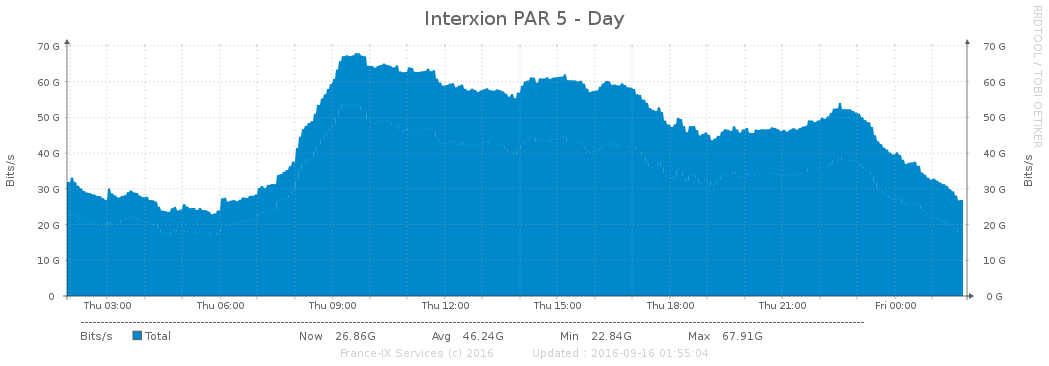 Interxion PAR 5 - Day
RRDTOOL / TOBI OETIKER
Bits/s
Bits/s
70 G
60 G
50 G
40 G
30 G
20 G
10 G
0
70 G
60 G
50 G
40 G
30 G
20 G
10 G
0 G
Thu 03:00 Thu 06:00 Thu 09:00 Thu 12:00 Thu 15:00 Thu 18:00 Thu 21:00 Fri 00:00
Bits/s Total Now 26.86G Avg 46.24G Min 22.84G Max 67.91G
France-IX Services (c) 2016 Updated : 2016-09-16 01:55:04